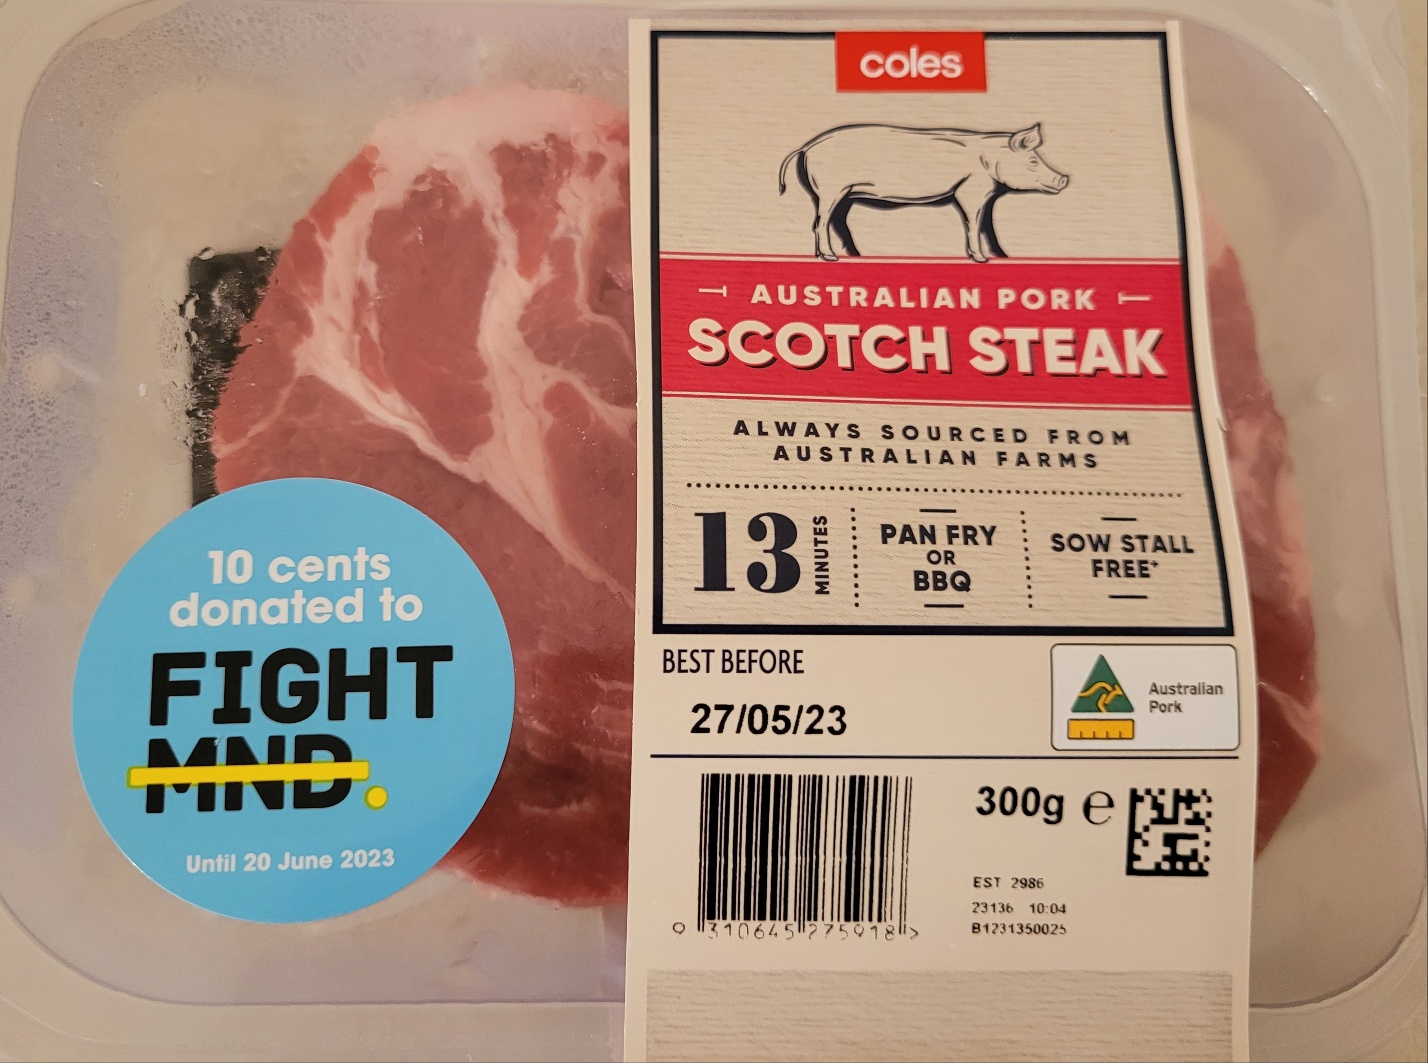 coles
AUSTRALIAN PORK
SCOTCH STEAK
ALWAYS SOURCED FROM
AUSTRALIAN FARMS
13 MINUTES
PAN FRY
OR
BBQ
SOW STALL
FREE+
BEST BEFORE
27/05/23
Australian
Pork
300g e
EST 2986
23136 10:04
B1231350025
9 310645 275918 >
10 cents
donated to
FIGHT
MND.
Until 20 June 2023